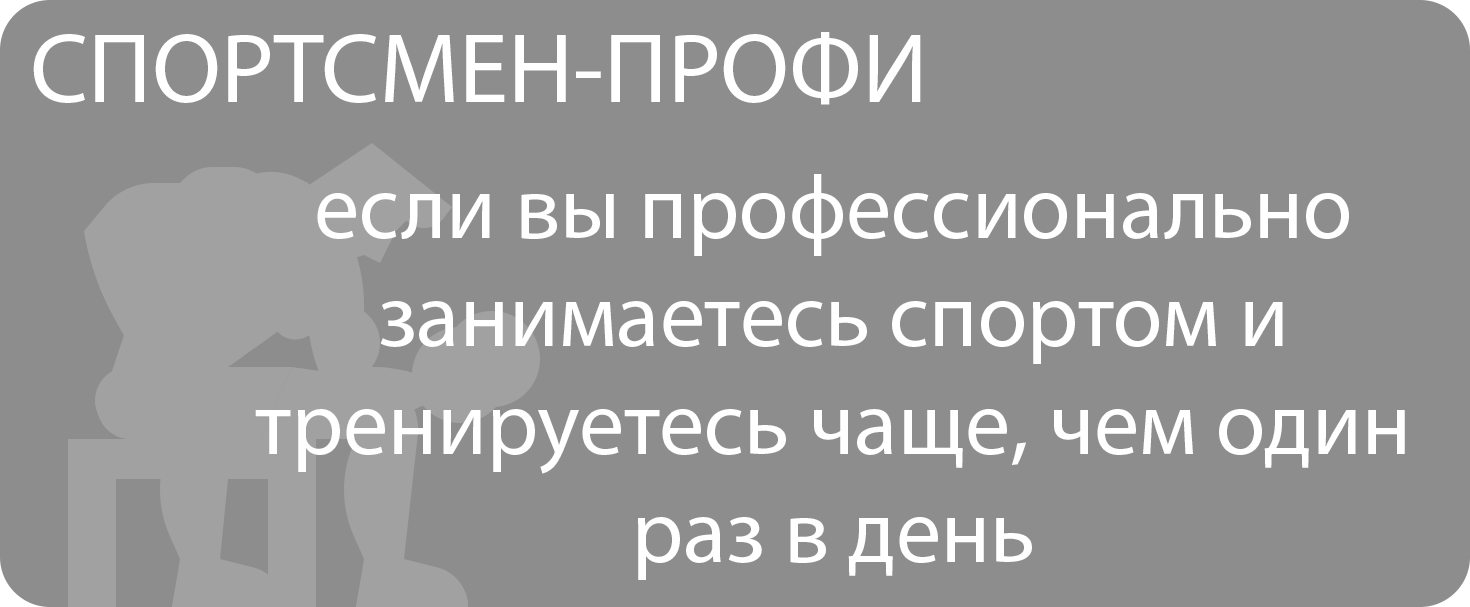 СПОРТСМЕН-ПРОФИ
если вы профессионально
занимаетесь спортом и
тренируетесь чаще, чем один
раз в день